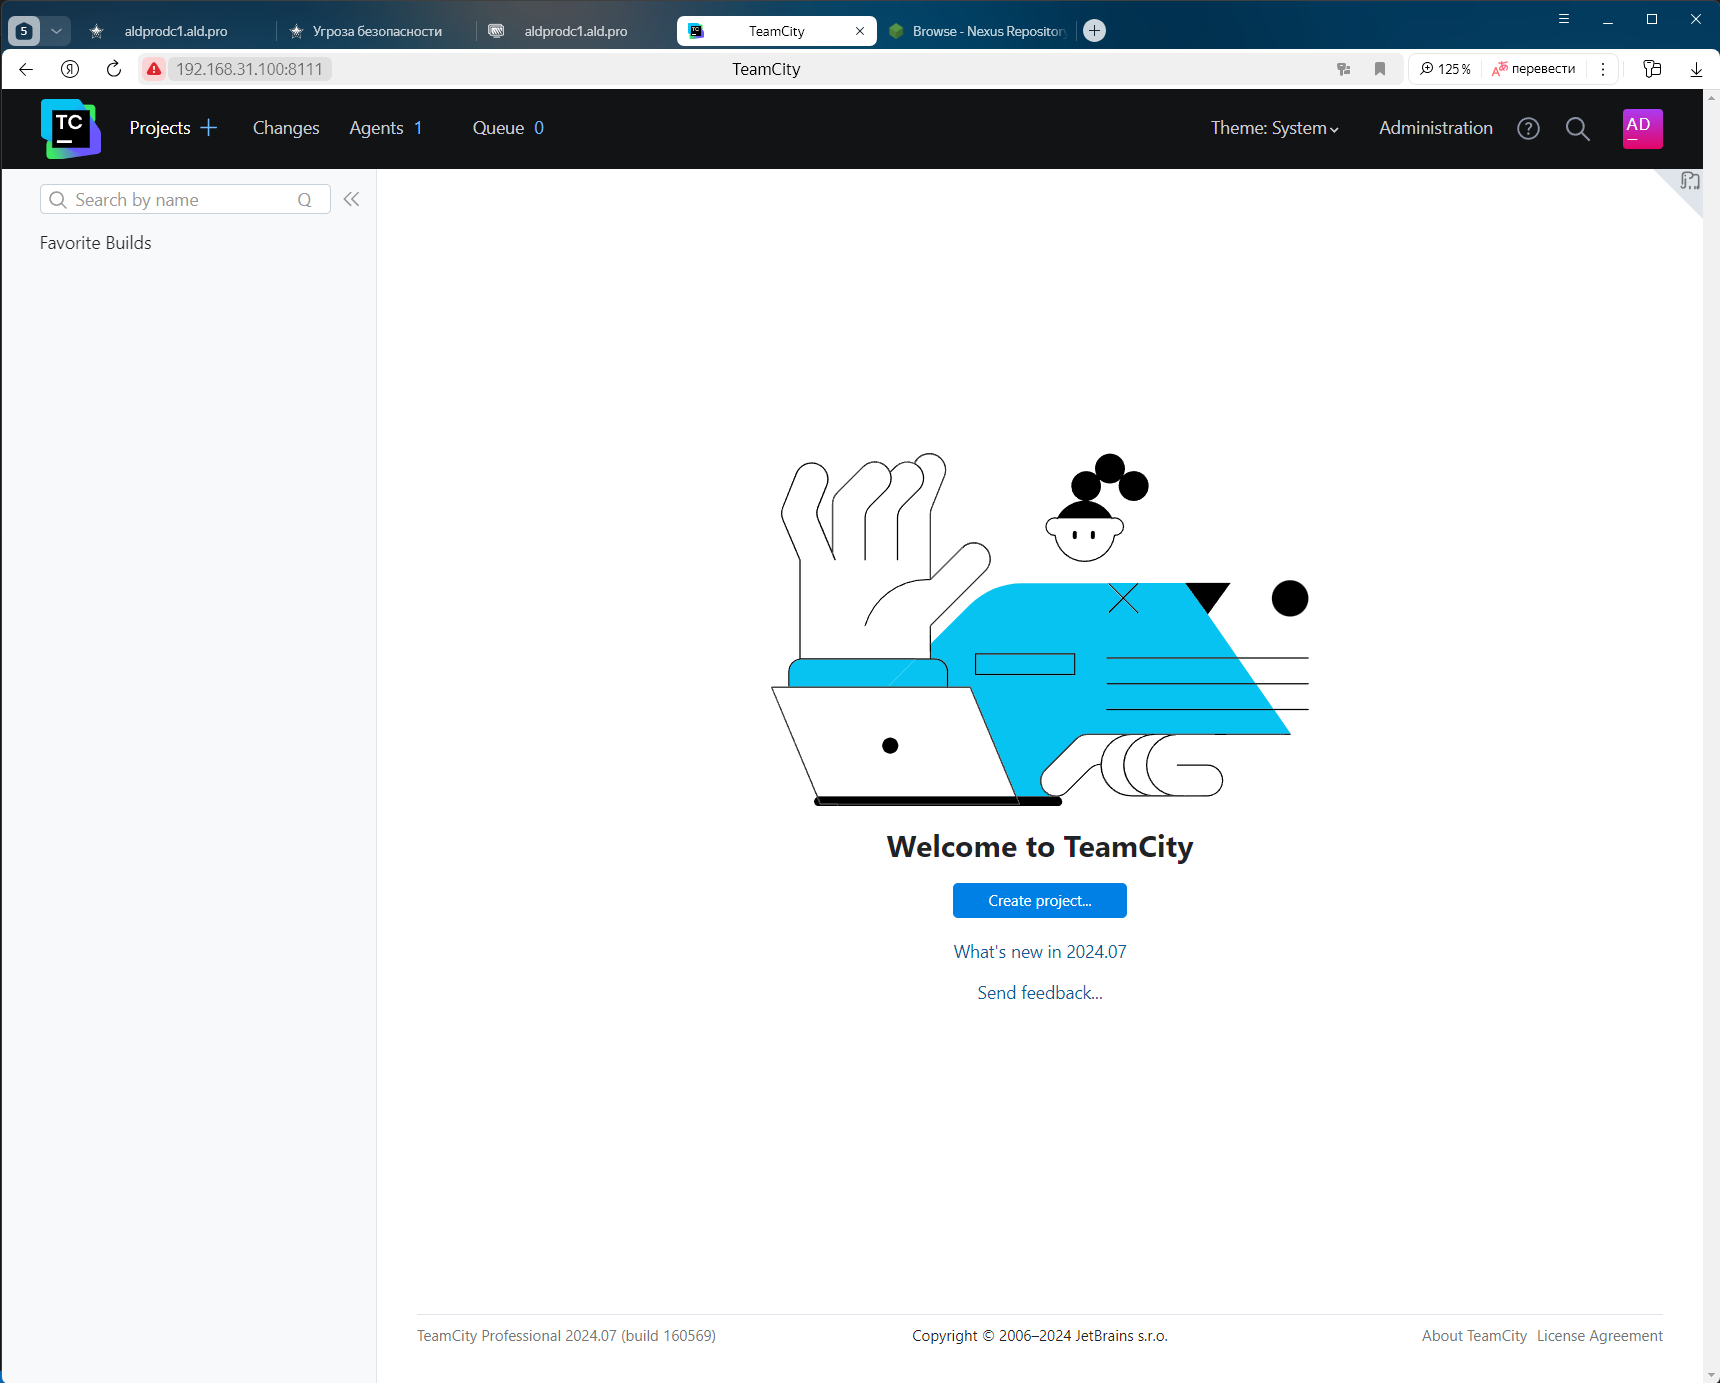 5
aldprodc1.ald.pro
Угроза безопасности
aldprodc1.ald.pro
TeamCity
Browse - Nexus Repository
192.168.31.100:8111
TeamCity
125 %
перевести
TC
Projects
Changes
Agents 1
Queue 0
Theme: System
Administration
?
AD
Search by name
Q
Favorite Builds
Welcome to TeamCity
Create project...
What's new in 2024.07
Send feedback...
TeamCity Professional 2024.07 (build 160569)
Copyright © 2006–2024 JetBrains s.r.o.
About TeamCity
License Agreement